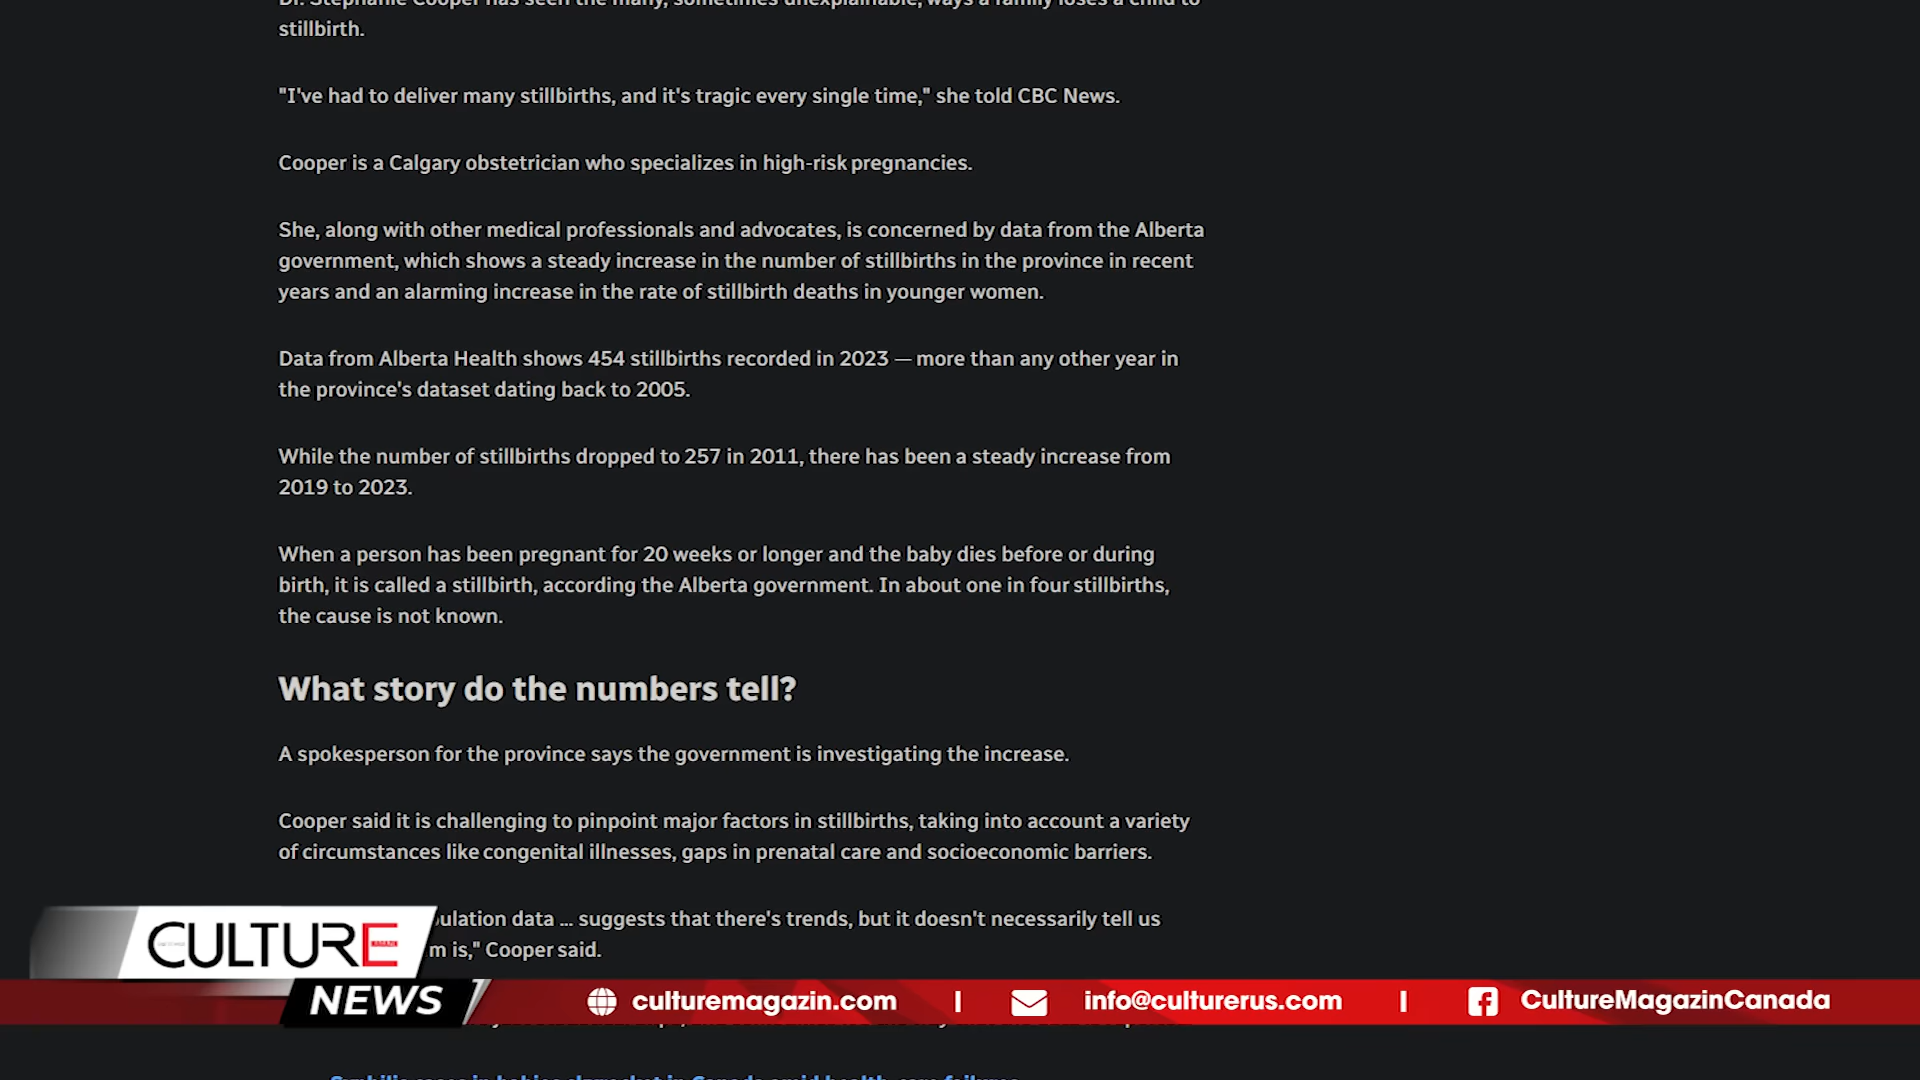 Dr. Stephanie Cooper has seen the many, sometimes unexplainable, ways a family loses a child to
stillbirth.
"I've had to deliver many stillbirths, and it's tragic every single time," she told CBC News.
Cooper is a Calgary obstetrician who specializes in high-risk pregnancies.
She, along with other medical professionals and advocates, is concerned by data from the Alberta
government, which shows a steady increase in the number of stillbirths in the province in recent
years and an alarming increase in the rate of stillbirth deaths in younger women.
Data from Alberta Health shows 454 stillbirths recorded in 2023 — more than any other year in
the province's dataset dating back to 2005.
While the number of stillbirths dropped to 257 in 2011, there has been a steady increase from
2019 to 2023.
When a person has been pregnant for 20 weeks or longer and the baby dies before or during
birth, it is called a stillbirth, according the Alberta government. In about one in four stillbirths,
the cause is not known.
What story do the numbers tell?
A spokesperson for the province says the government is investigating the increase.
Cooper said it is challenging to pinpoint major factors in stillbirths, taking into account a variety
of circumstances like congenital illnesses, gaps in prenatal care and socioeconomic barriers.
data ... suggests that there's trends, but it doesn't necessarily tell us
is," Cooper said.
CULTURE
NEWS
culturemagazin.com | info@culturerus.com | CultureMagazinCanada